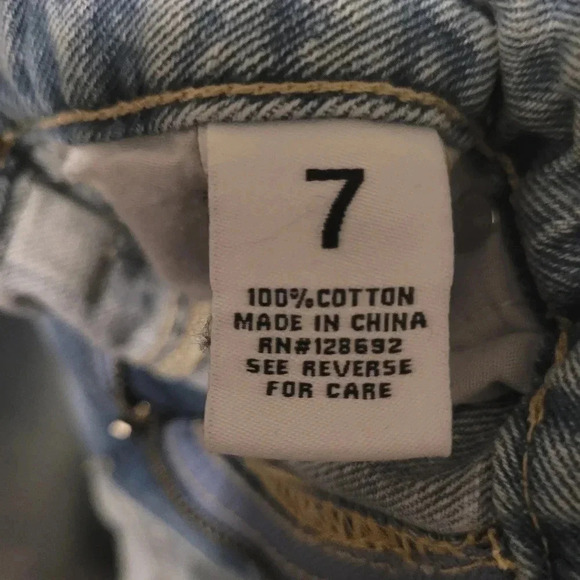 7
100% COTTON
MADE IN CHINA
RN#128692
SEE REVERSE
FOR CARE